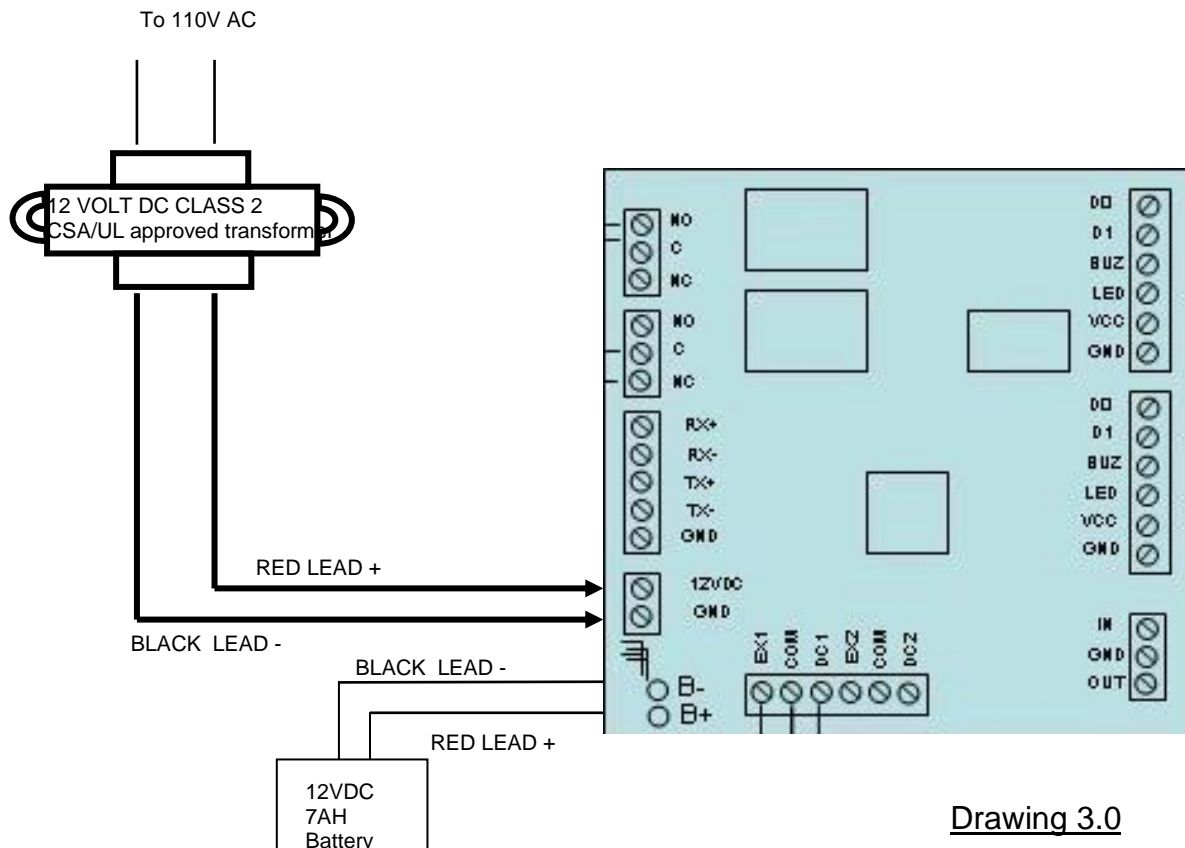 To 110V AC
12 VOLT DC CLASS 2
CSA/UL approved transformer
RED LEAD +
BLACK LEAD -
BLACK LEAD -
RED LEAD +
12VDC
7AH
Battery
NO
C
NC
NO
C
NC
RX+
RX-
TX+
TX-
GND
12VDC
GND
B-
B+
EX1
COM
DC1
EX2
COM
DC2
D0
D1
BUZ
LED
VCC
GND
D0
D1
BUZ
LED
VCC
GND
IN
GND
OUT
Drawing 3.0